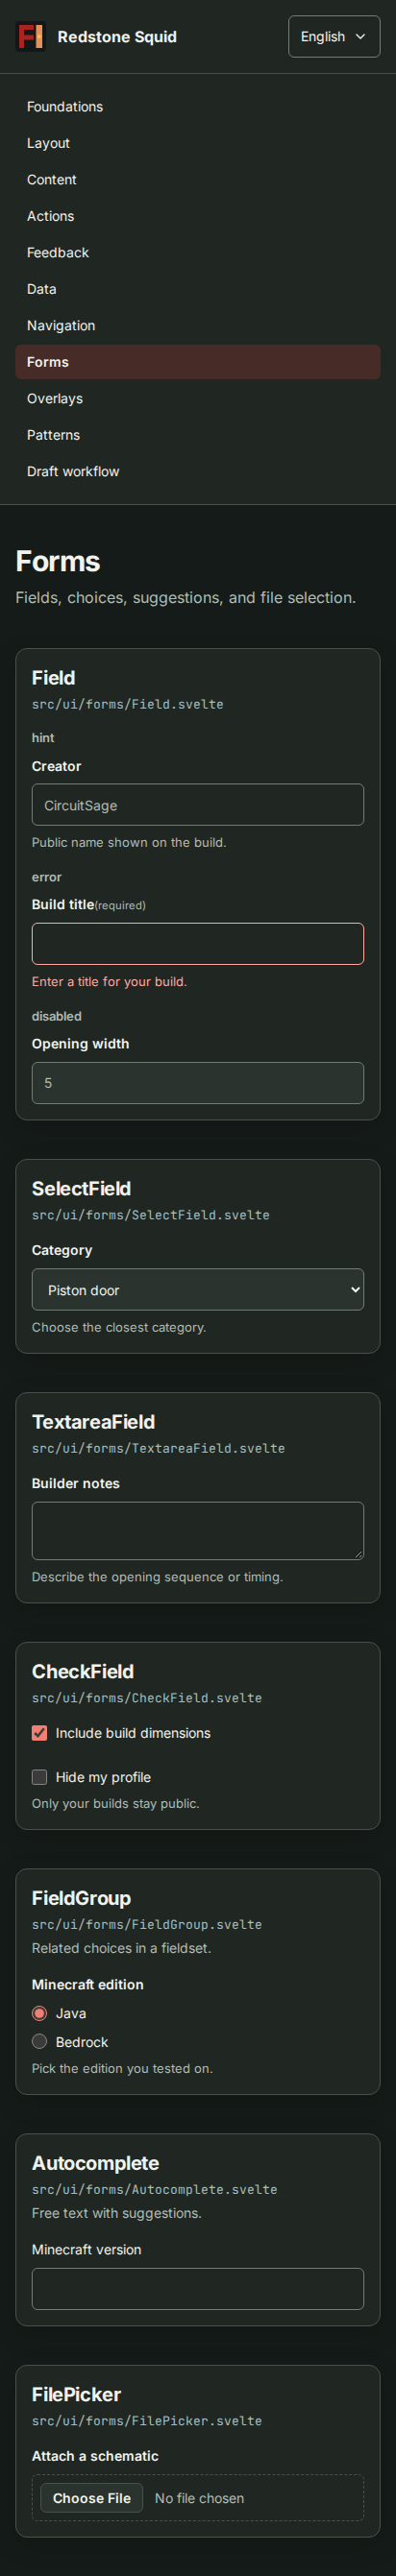 Redstone Squid
English
Foundations
Layout
Content
Actions
Feedback
Data
Navigation
Forms
Overlays
Patterns
Draft workflow
Forms
Fields, choices, suggestions, and file selection.
Field
src/ui/forms/Field.svelte
hint
Creator
CircuitSage
Public name shown on the build.
error
Build title(required)
Enter a title for your build.
disabled
Opening width
5
SelectField
src/ui/forms/SelectField.svelte
Category
Piston door
Choose the closest category.
TextareaField
src/ui/forms/TextareaField.svelte
Builder notes
Describe the opening sequence or timing.
CheckField
src/ui/forms/CheckField.svelte
Include build dimensions
Hide my profile
Only your builds stay public.
FieldGroup
src/ui/forms/FieldGroup.svelte
Related choices in a fieldset.
Minecraft edition
Java
Bedrock
Pick the edition you tested on.
Autocomplete
src/ui/forms/Autocomplete.svelte
Free text with suggestions.
Minecraft version
FilePicker
src/ui/forms/FilePicker.svelte
Attach a schematic
Choose File No file chosen